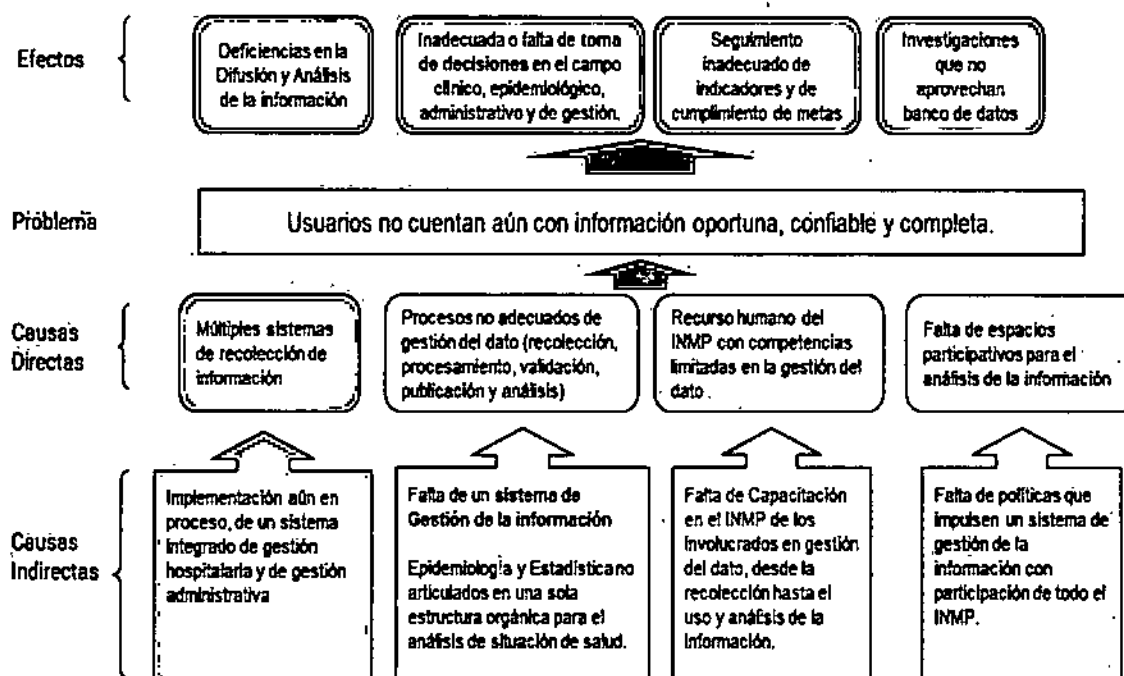 Efectos
Deficiencias en la
Difusión y Análisis
de la información
Inadecuada o falta de toma
de decisiones en el campo
clínico, epidemiológico,
administrativo y de gestión.
Seguimiento
inadecuado de
indicadores y de
cumplimiento de metas
Investigaciones
que no
aprovechan
banco de datos
Problema
Usuarios no cuentan aún con información oportuna, confiable y completa.
Causas
Directas
Múltiples sistemas
de recolección de
información
Procesos no adecuados de
gestión del dato (recolección,
procesamiento, validación,
publicación y análisis)
Recurso humano del
INMP con competencias
limitadas en la gestión del
dato.
Falta de espacios
participativos para el
análisis de la información
Causas
Indirectas
Implementación aún en
proceso, de un sistema
integrado de gestión
hospitalaria y de gestión
administrativa
Falta de un sistema de
Gestión de la información
Epidemiología y Estadística no
articulados en una sola
estructura orgánica para el
análisis de situación de salud.
Falta de Capacitación
en el INMP de los
involucrados en gestión
del dato, desde la
recolección hasta el
uso y análisis de la
información.
Falta de políticas que
impulsen un sistema de
gestión de la
información con
participación de todo el
INMP.